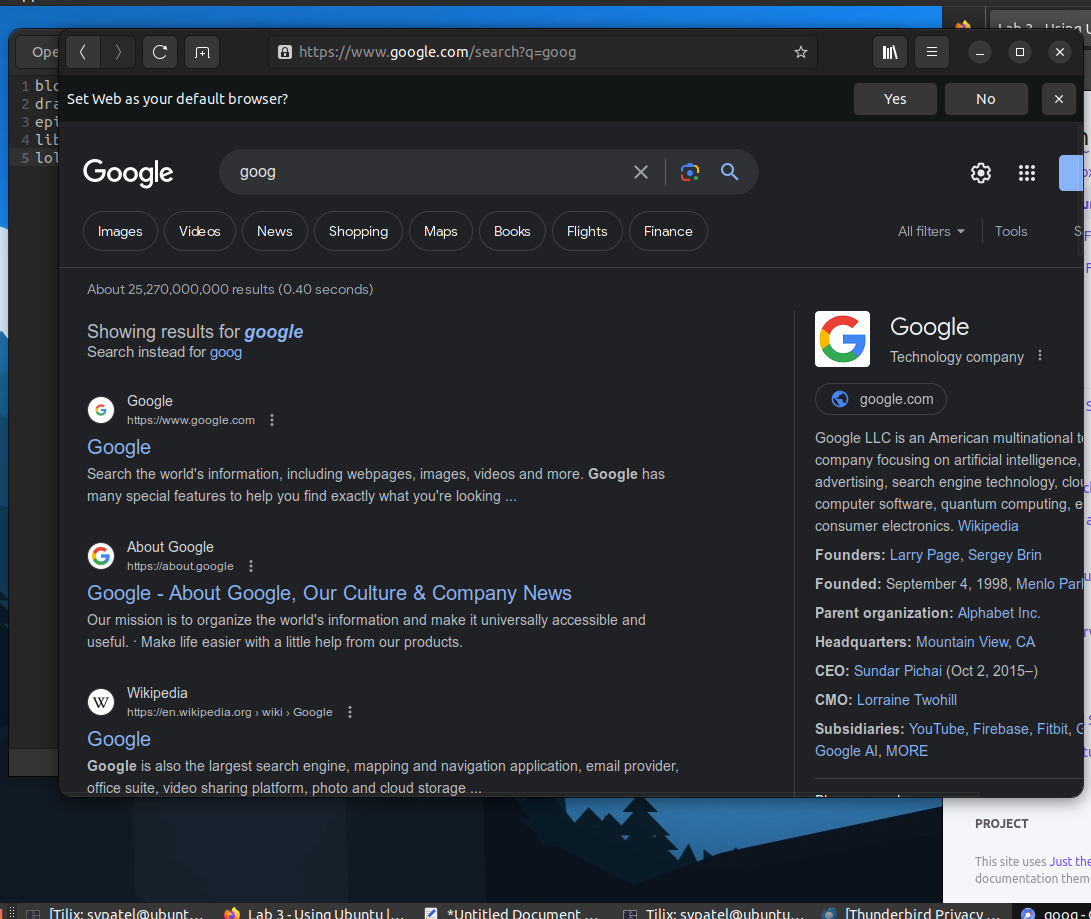 Lab 3 - Using U
Ope
https://www.google.com/search?q=goog
1 blo
2 dra
3 epi
4 lib
5 lol
Set Web as your default browser?
Yes
No
Google
goog
Images
Videos
News
Shopping
Maps
Books
Flights
Finance
All filters
Tools
S
About 25,270,000,000 results (0.40 seconds)
Showing results for google
Search instead for goog
Google
https://www.google.com
Google
Search the world's information, including webpages, images, videos and more. Google has
many special features to help you find exactly what you're looking ...
About Google
https://about.google
Google - About Google, Our Culture & Company News
Our mission is to organize the world's information and make it universally accessible and
useful. · Make life easier with a little help from our products.
W
Wikipedia
https://en.wikipedia.org › wiki › Google
Google
Google is also the largest search engine, mapping and navigation application, email provider,
office suite, video sharing platform, photo and cloud storage ...
Google
Technology company
google.com
Google LLC is an American multinational te
company focusing on artificial intelligence,
advertising, search engine technology, clou
computer software, quantum computing, e
consumer electronics. Wikipedia
Founders: Larry Page, Sergey Brin
Founded: September 4, 1998, Menlo Parl
Parent organization: Alphabet Inc.
Headquarters: Mountain View, CA
CEO: Sundar Pichai (Oct 2, 2015–)
CMO: Lorraine Twohill
Subsidiaries: YouTube, Firebase, Fitbit, G
Google AI, MORE
PROJECT
This site uses Just the
documentation theme
[Tilix: sypatel@ubunt...
Lab 3 - Using Ubuntu |...
*Untitled Document ...
Tilix: sypatel@ubuntu...
[Thunderbird Privacy ...
goog -